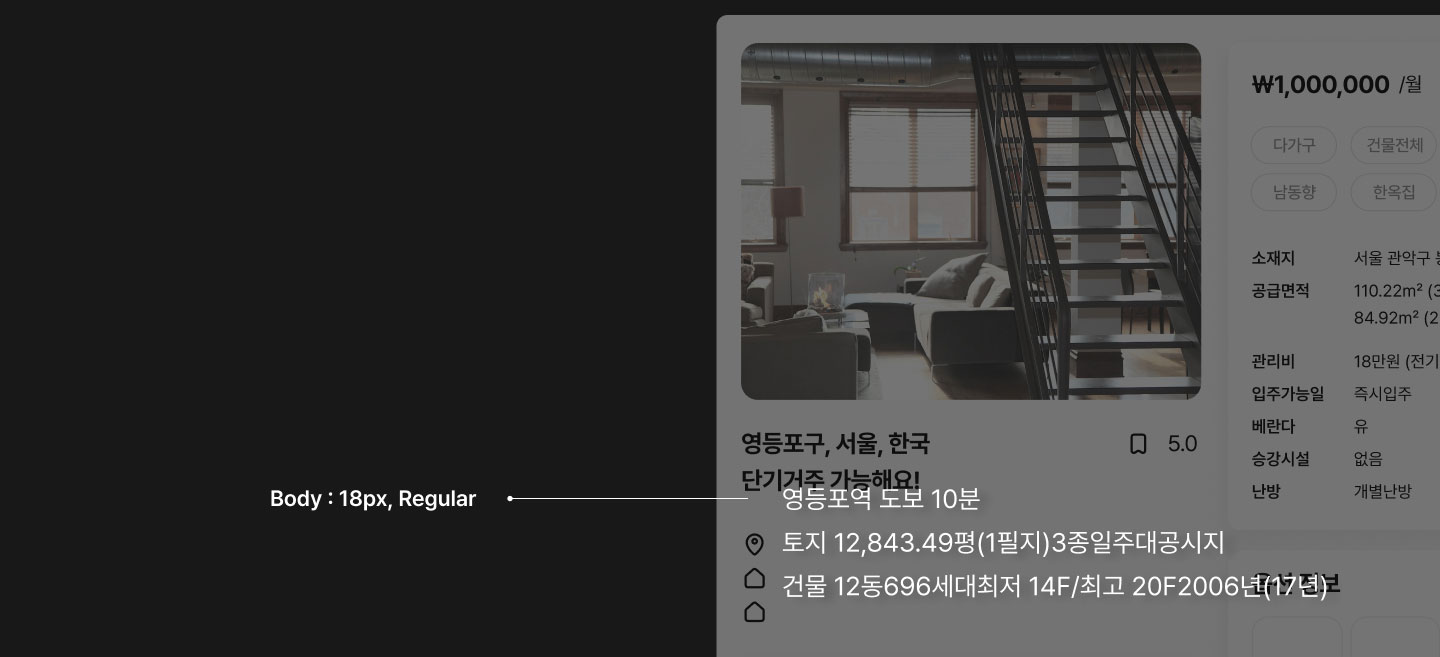 ₩1,000,000 /월
다가구 건물전체
남동향 한옥집
소재지 서울 관악구
공급면적 110.22m² (3
84.92m² (2
관리비 18만원 (전기
입주가능일 즉시입주
베란다 유
승강시설 없음
난방 개별난방
영등포구, 서울, 한국 5.0
단기거주 가능해요!
Body : 18px, Regular
영등포역 도보 10분
토지 12,843.49평(1필지)3종일주대공시지
건물 12동696세대최저 14F/최고 20F2006년(17년)
옵션 정보